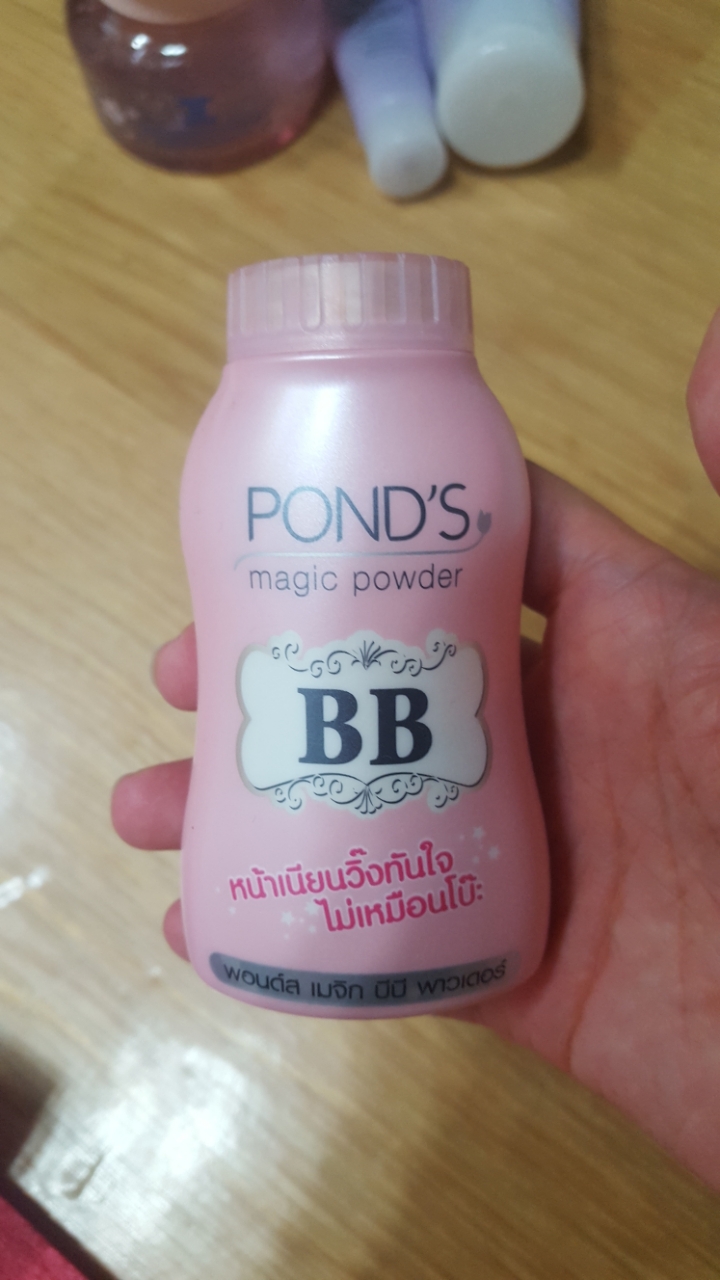 POND'S
magic powder
BB
หน้าเนียนวิ๊งทันใจ
ไม่เหมือนโบ๊ะ
พอนด์ส เมจิก บีบี พาวเดอร์